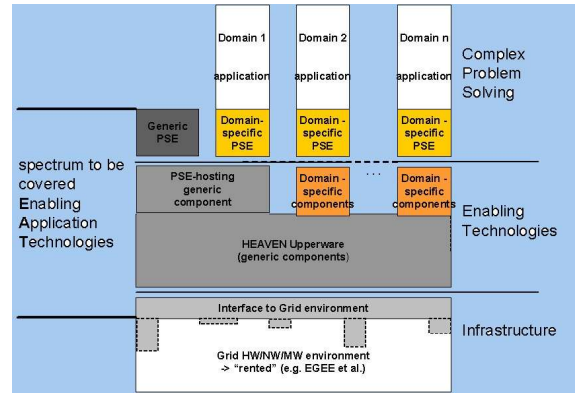 Domain 1
application
Domain 2
application
Domain n
application
Complex
Problem
Solving
Generic
PSE
Domain-
specific
PSE
Domain -
specific
PSE
Domain -
specific
PSE
spectrum to be
covered
Enabling
Application
Technologies
PSE-hosting
generic
component
Domain -
specific
components
...
Domain -
specific
components
Enabling
Technologies
HEAVEN Upperware
(generic components)
Interface to Grid environment
Infrastructure
Grid HW/NW/MW environment
-> “rented” (e.g. EGEE et al.)